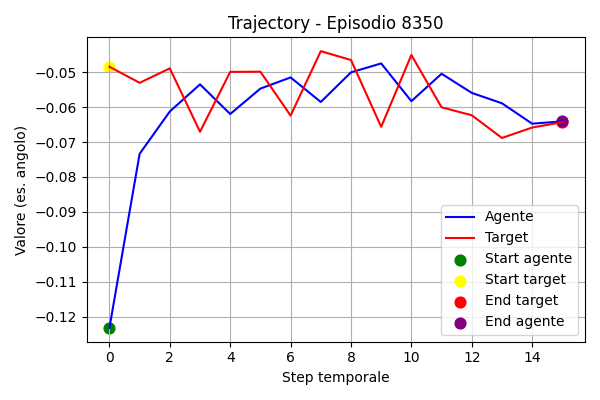 Trajectory - Episodio 8350
Valore (es. angolo)
−0.05
−0.06
−0.07
−0.08
−0.09
−0.10
−0.11
−0.12
0 2 4 6 8 10 12 14
Step temporale
Agente
Target
Start agente
Start target
End target
End agente